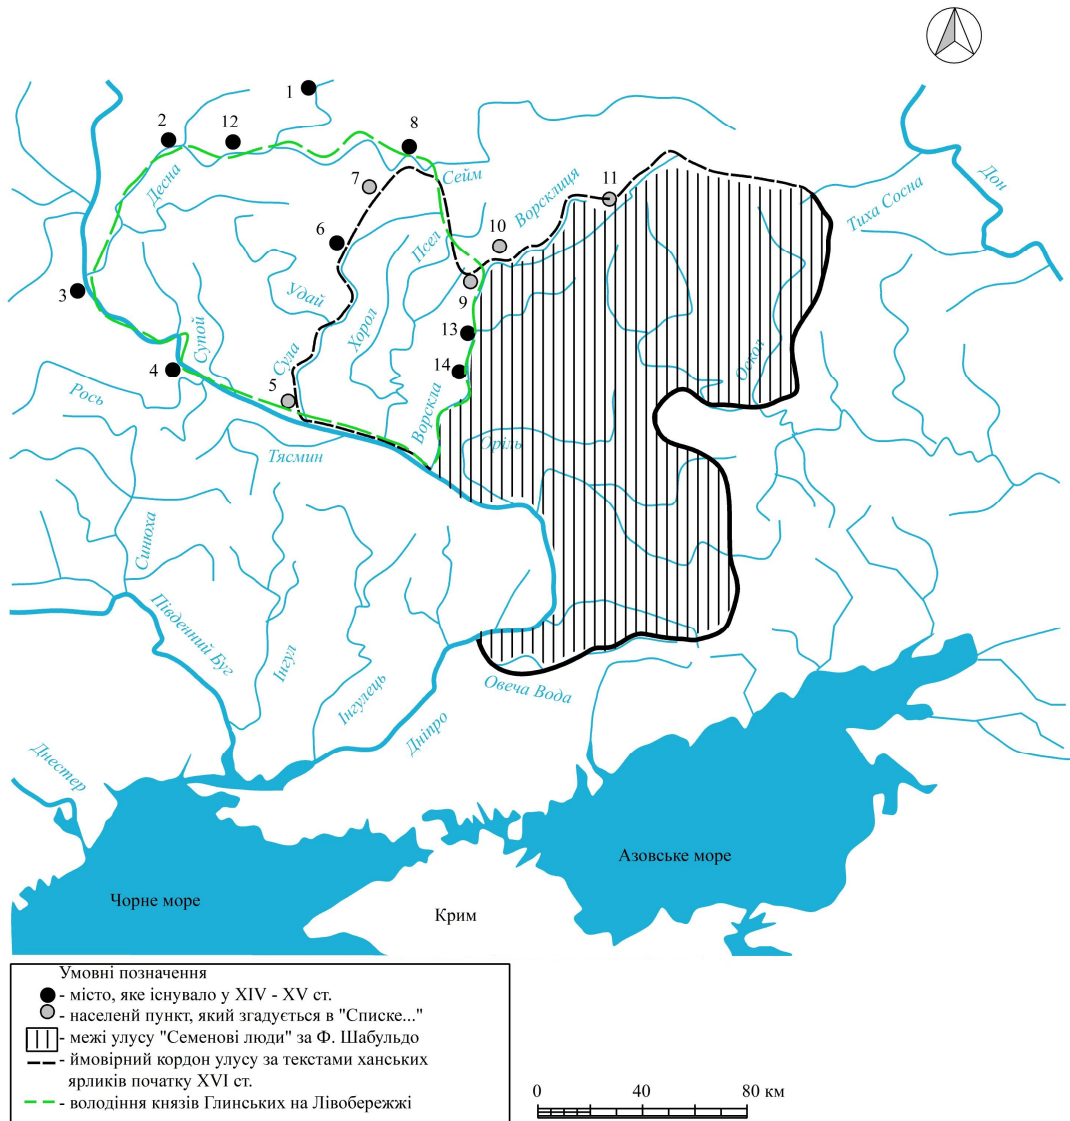 1
2
12
8
Десна
7
Сейм
Ворсклиця
11
Дон
Тиха Сосна
6
Псел
10
3
Удай
9
Хорол
Супой
13
4
Сула
14
Оскол
Рось
5
Ворскла
Оріль
Тясмин
Синюха
Південний Буг
Інгул
Інгулець
Овеча Вода
Дніпро
Днестер
Азовське море
Чорне море
Крим
Умовні позначення
- місто, яке існувало у XIV - XV ст.
- населеній пункт, який згадується в "Списке..."
- межі улусу "Семенові люди" за Ф. Шабульдо
- ймовірний кордон улусу за текстами ханських
ярликів початку XVI ст.
- володіння князів Глинських на Лівобережжі
0 40 80 км